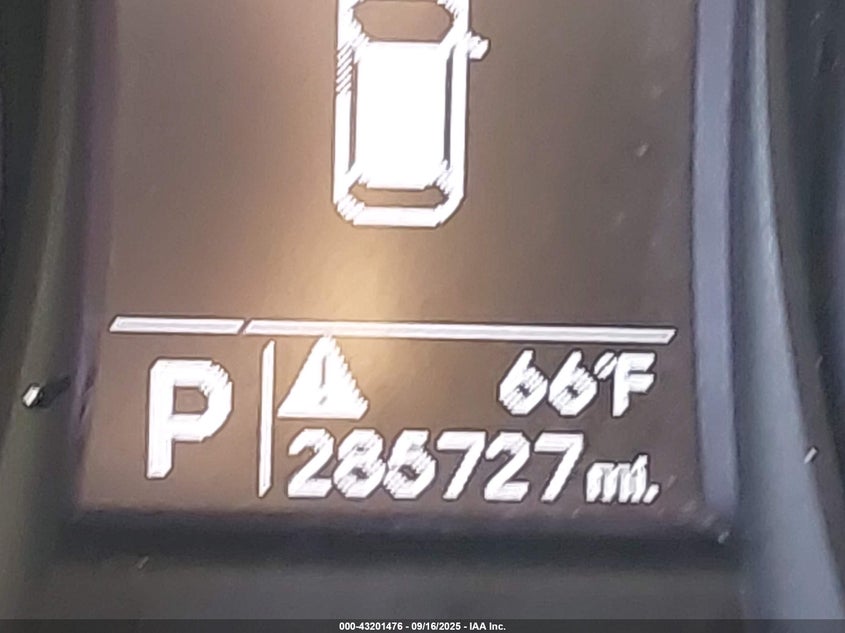 66°F
P
285727 mi.
000-43201476 - 09/16/2025 - IAA Inc.